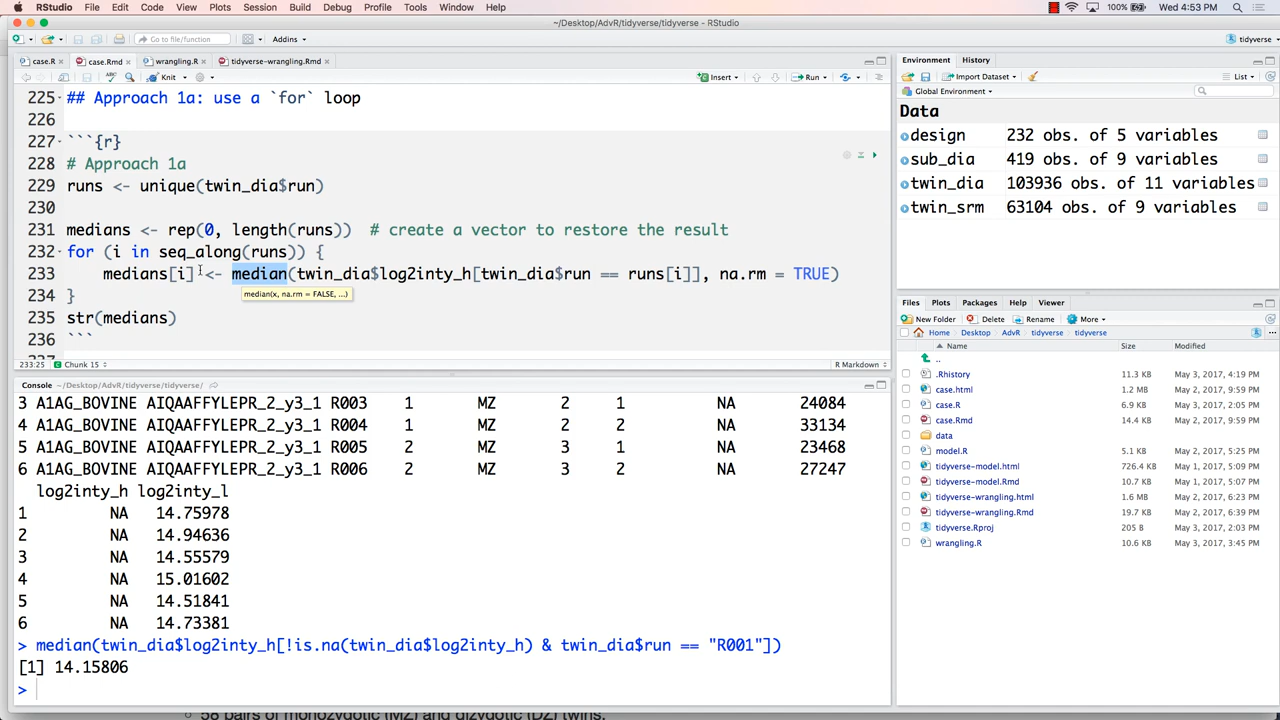 RStudio File Edit Code View Plots Session Build Debug Profile Tools Window Help 100% Wed 4:53 PM
~/Desktop/AdvR/tidyverse/tidyverse - RStudio
Go to file/function Addins tidyverse
case.R case.Rmd wrangling.R tidyverse-wrangling.Rmd
Knit Insert Run
225 ## Approach 1a: use a `for` loop
226
227 ```{r}
228 # Approach 1a
229 runs <- unique(twin_dia$run)
230
231 medians <- rep(0, length(runs)) # create a vector to restore the result
232 for (i in seq_along(runs)) {
233 medians[i] <- median(twin_dia$log2inty_h[twin_dia$run == runs[i]], na.rm = TRUE)
median(x, na.rm = FALSE, ...)
234 }
235 str(medians)
236 ```
233:25 Chunk 15 R Markdown
Console ~/Desktop/AdvR/tidyverse/tidyverse/
3 A1AG_BOVINE AIQAAFFYLEPR_2_y3_1 R003 1 MZ 2 1 NA 24084
4 A1AG_BOVINE AIQAAFFYLEPR_2_y3_1 R004 1 MZ 2 2 NA 33134
5 A1AG_BOVINE AIQAAFFYLEPR_2_y3_1 R005 2 MZ 3 1 NA 23468
6 A1AG_BOVINE AIQAAFFYLEPR_2_y3_1 R006 2 MZ 3 2 NA 27247
log2inty_h log2inty_l
1 NA 14.75978
2 NA 14.94636
3 NA 14.55579
4 NA 15.01602
5 NA 14.51841
6 NA 14.73381
> median(twin_dia$log2inty_h[!is.na(twin_dia$log2inty_h) & twin_dia$run == "R001"])
[1] 14.15806
>
Environment History
Import Dataset List
Global Environment
Data
design 232 obs. of 5 variables
sub_dia 419 obs. of 9 variables
twin_dia 103936 obs. of 11 variables
twin_srm 63104 obs. of 9 variables
Files Plots Packages Help Viewer
New Folder Delete Rename More
Home Desktop AdvR tidyverse tidyverse
Name Size Modified
..
.Rhistory 11.3 KB May 3, 2017, 4:19 PM
case.html 1.2 MB May 2, 2017, 9:59 PM
case.R 6.9 KB May 3, 2017, 2:05 PM
case.Rmd 14.4 KB May 2, 2017, 9:59 PM
data
model.R 5.1 KB May 2, 2017, 5:25 PM
tidyverse-model.html 726.4 KB May 1, 2017, 5:09 PM
tidyverse-model.Rmd 10.7 KB May 1, 2017, 5:07 PM
tidyverse-wrangling.html 1.6 MB May 2, 2017, 6:23 PM
tidyverse-wrangling.Rmd 19.7 KB May 2, 2017, 6:39 PM
tidyverse.Rproj 205 B May 3, 2017, 2:03 PM
wrangling.R 10.6 KB May 3, 2017, 3:45 PM
58 pairs of monozygotic (MZ) and dizygotic (DZ) twins.